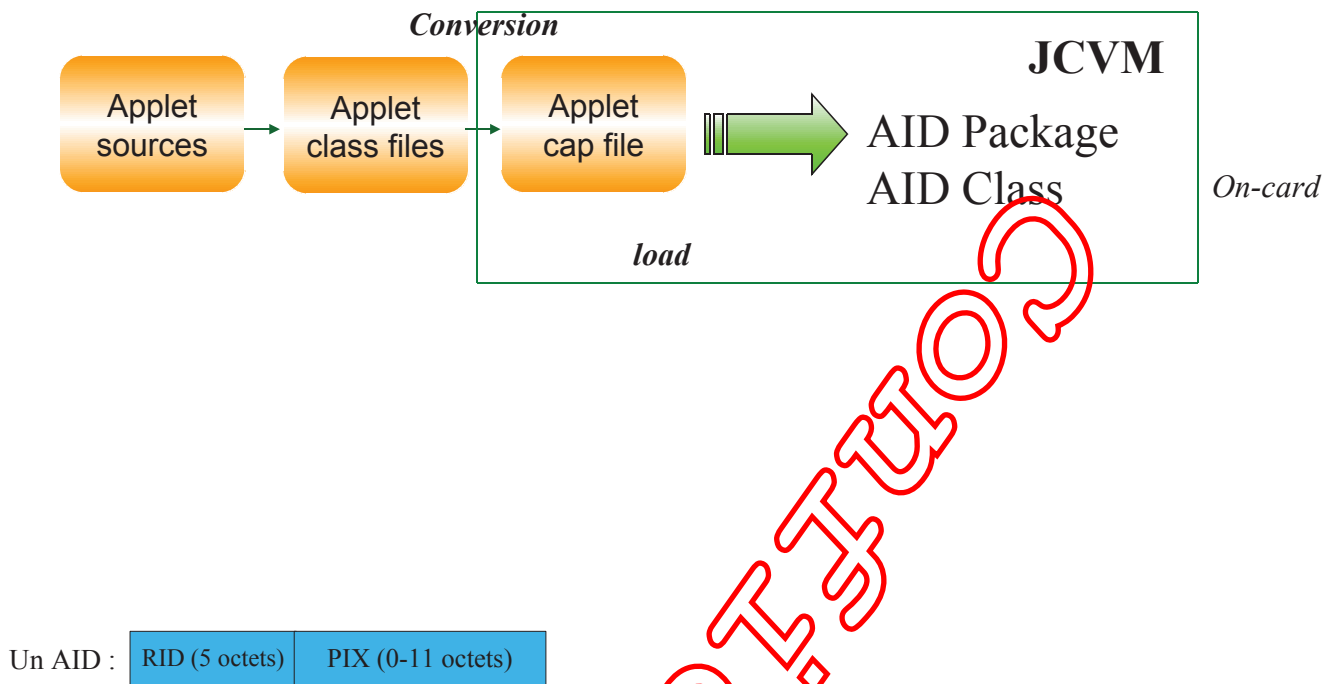 Conversion
JCVM
Applet
sources
Applet
class files
Applet
cap file
AID Package
AID Class
On-card
load
Un AID :
RID (5 octets)
PIX (0-11 octets)